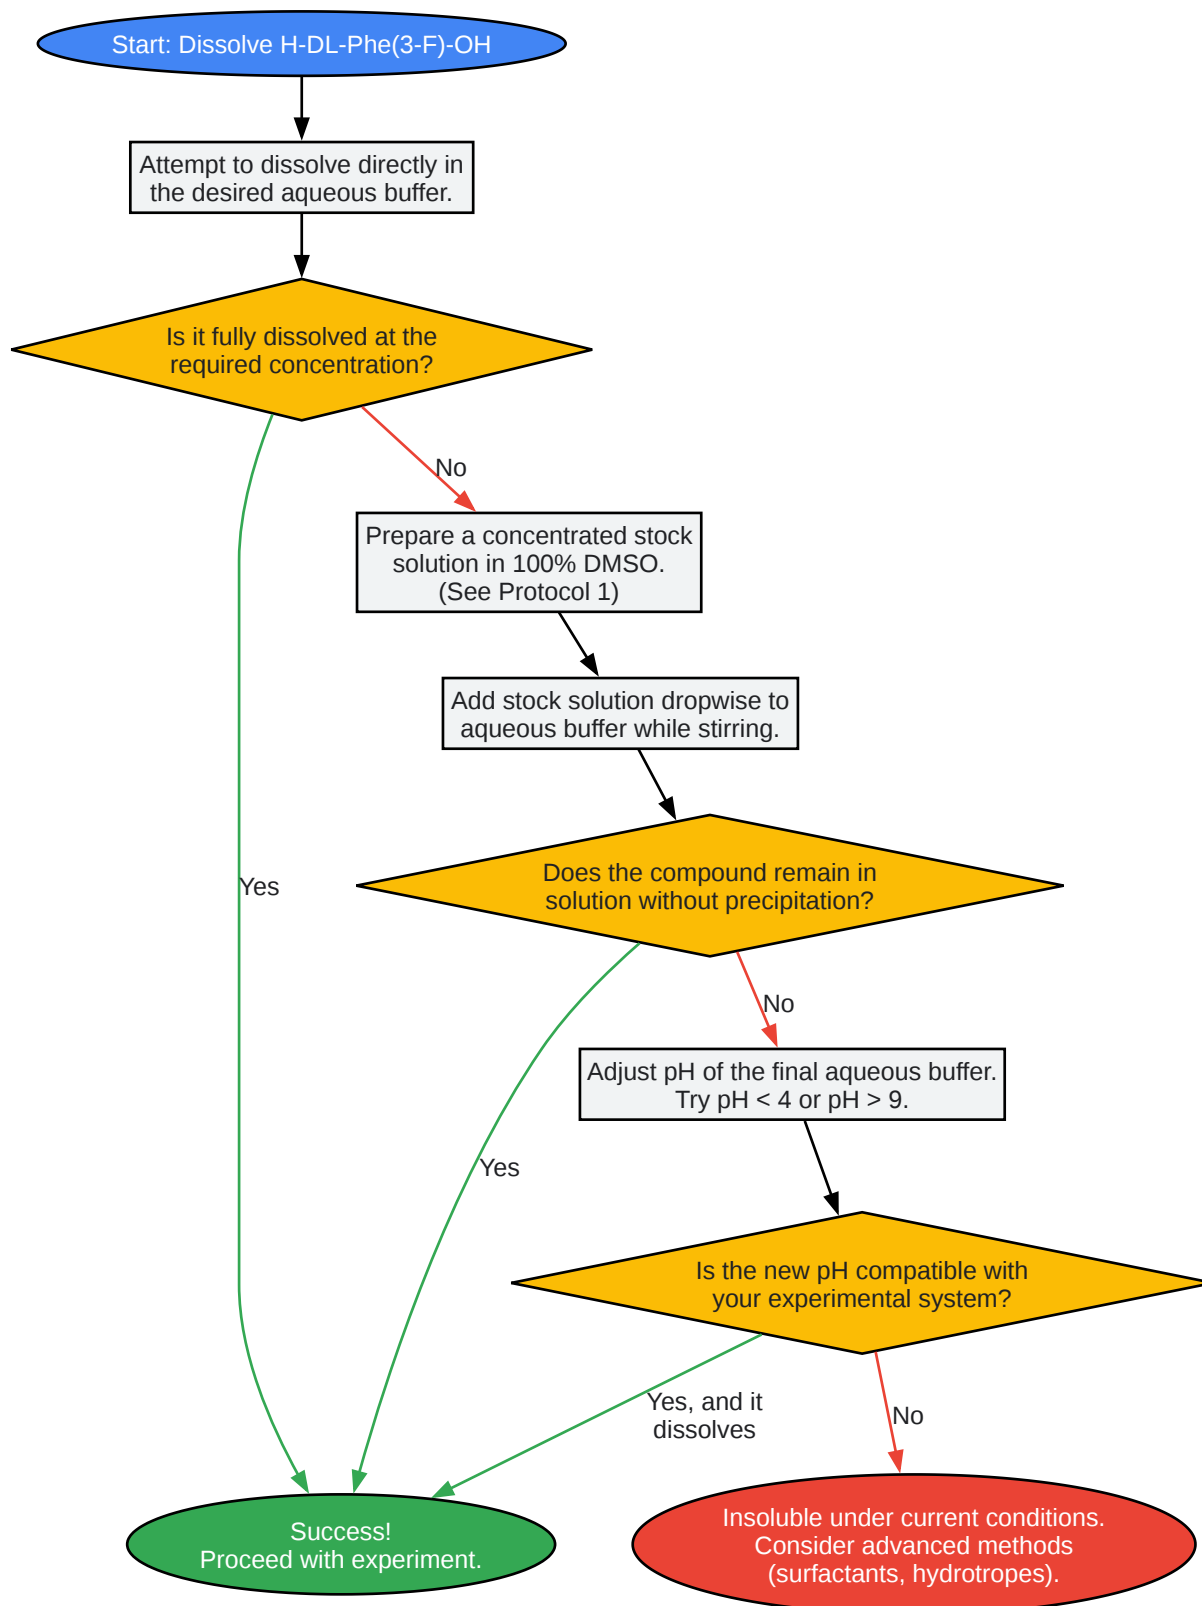 Start: Dissolve H-DL-Phe(3-F)-OH
Attempt to dissolve directly in
the desired aqueous buffer.
Is it fully dissolved at the
required concentration?
No
Prepare a concentrated stock
solution in 100% DMSO.
(See Protocol 1)
Add stock solution dropwise to
aqueous buffer while stirring.
Yes
Does the compound remain in
solution without precipitation?
No
Adjust pH of the final aqueous buffer.
Try pH < 4 or pH > 9.
Yes
Is the new pH compatible with
your experimental system?
Yes, and it
dissolves
No
Success!
Proceed with experiment.
Insoluble under current conditions.
Consider advanced methods
(surfactants, hydrotropes).